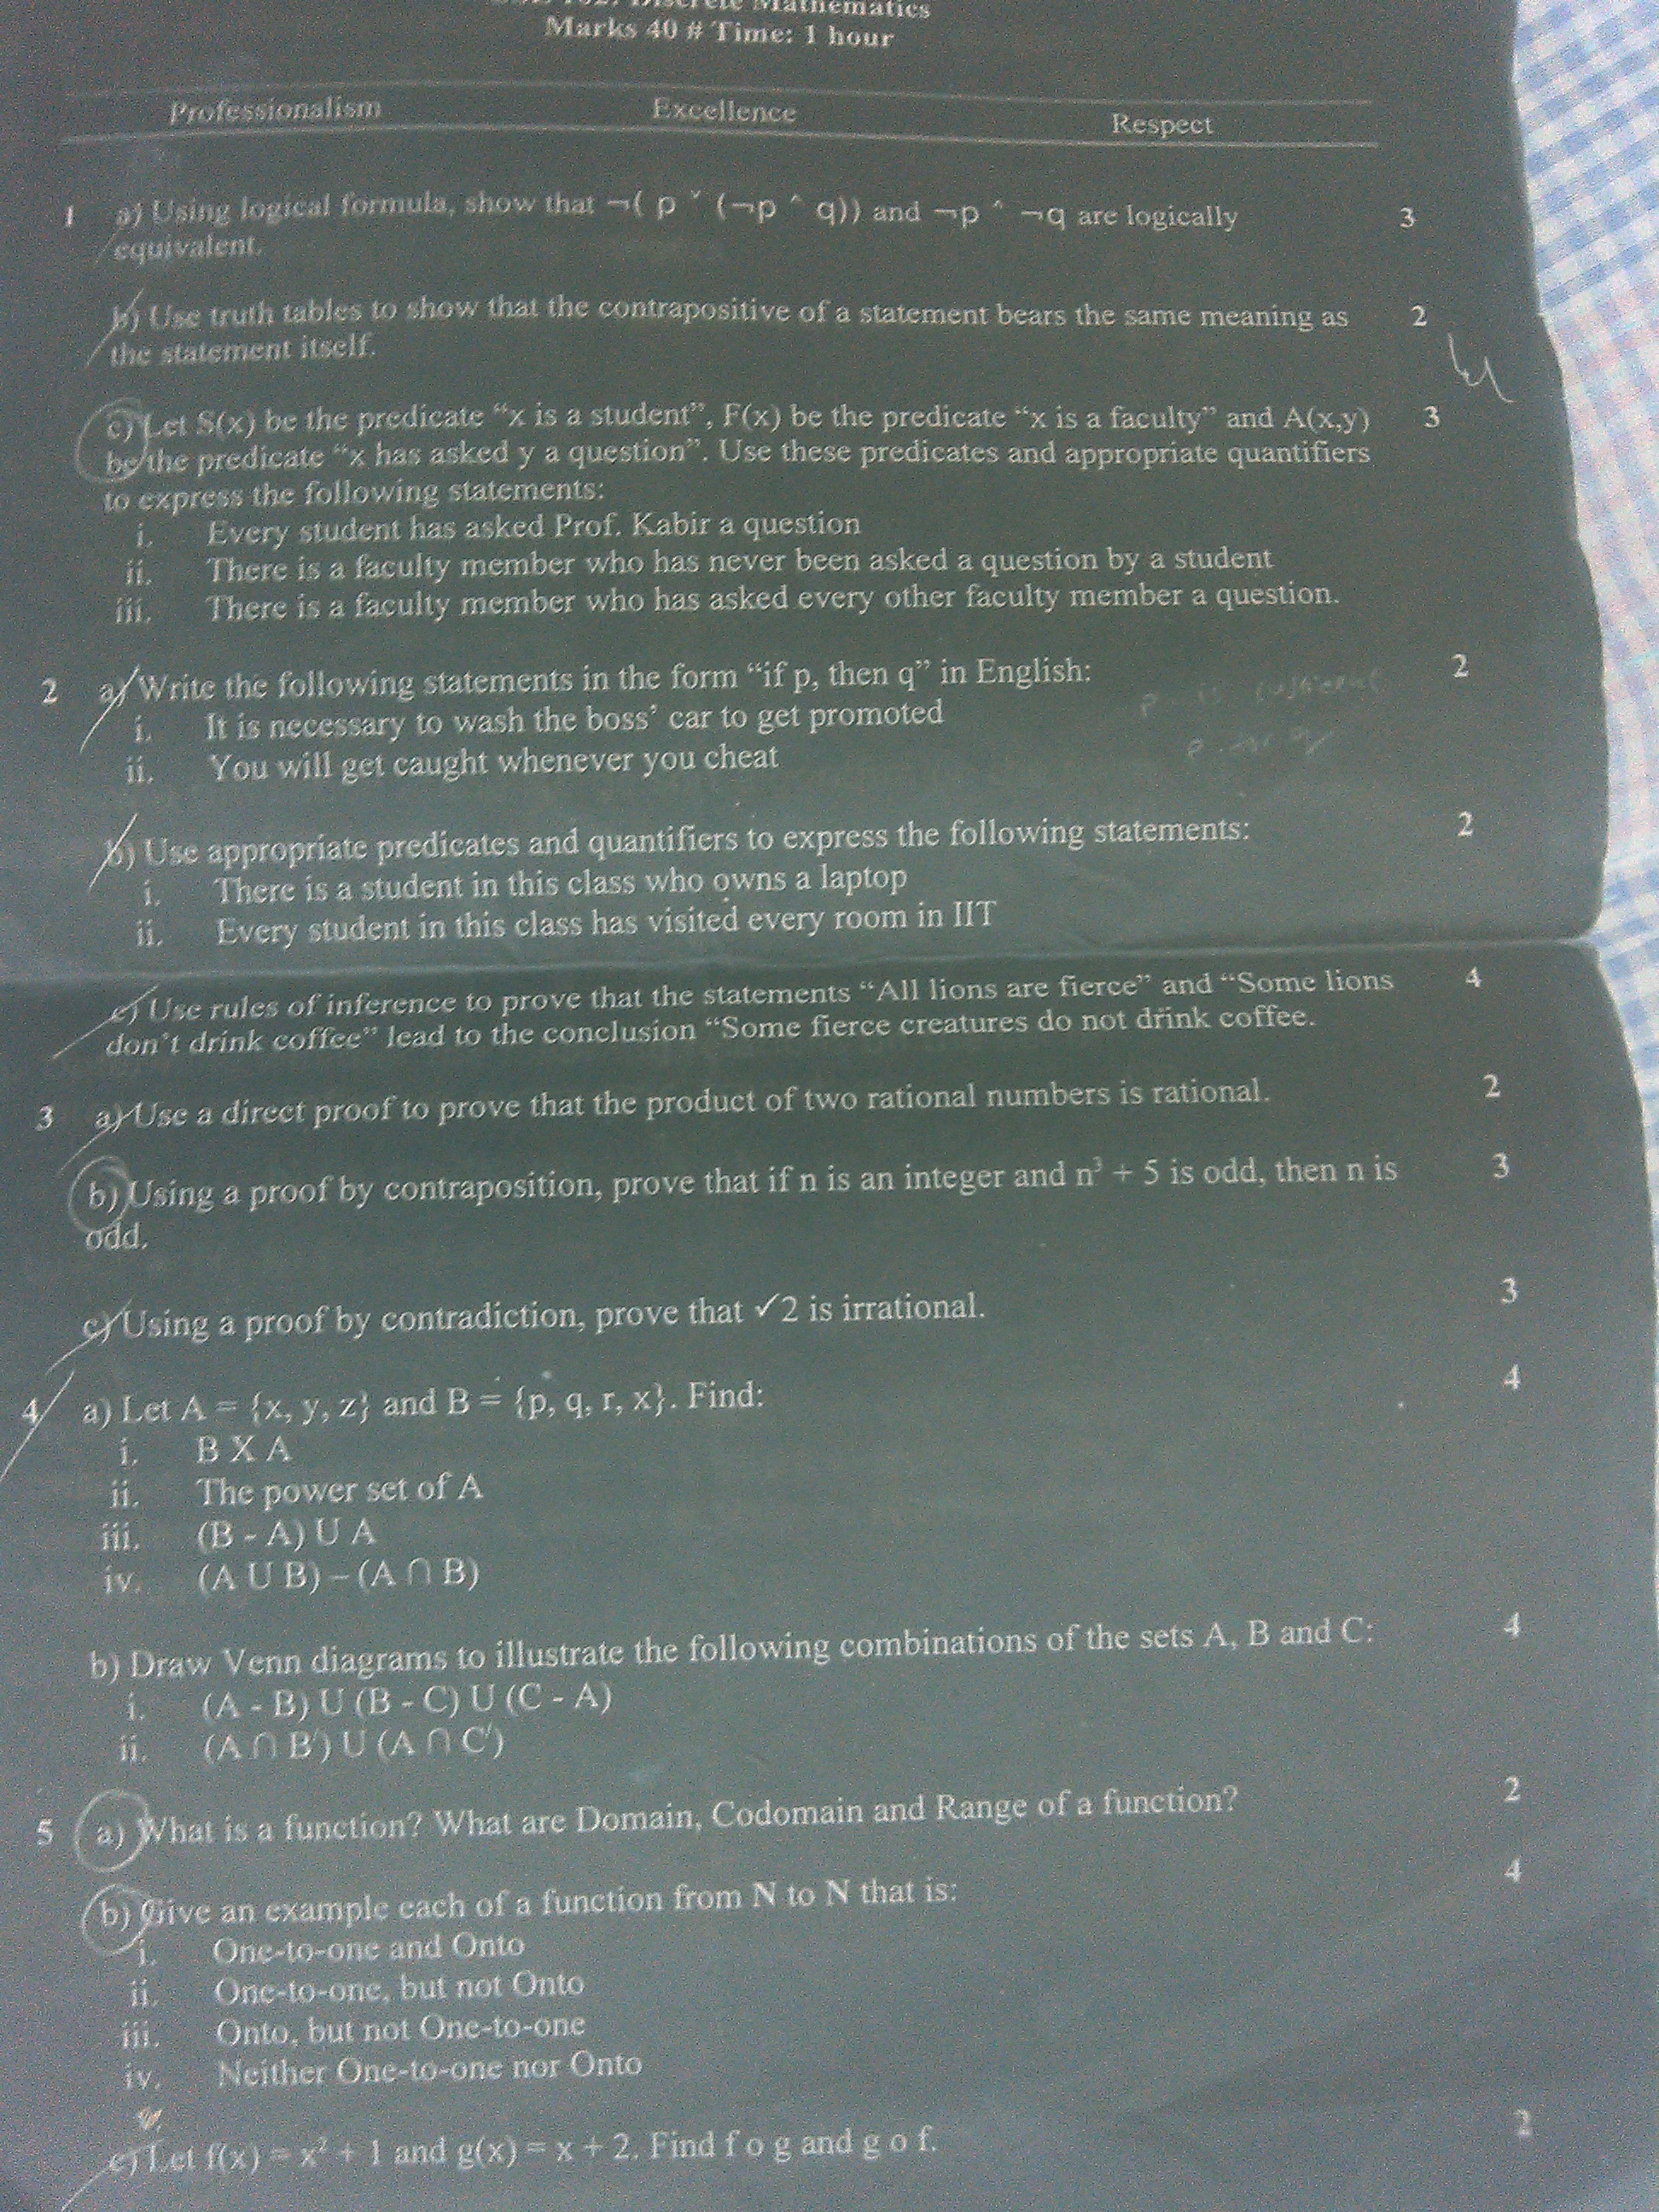 Discrete Mathematics
Marks 40 # Time: 1 hour
Professionalism Excellence Respect
1 a) Using logical formula, show that ¬( p ˅ (¬p ^ q)) and ¬p ^ ¬q are logically 3
equivalent.
b) Use truth tables to show that the contrapositive of a statement bears the same meaning as 2
the statement itself.
c) Let S(x) be the predicate “x is a student”, F(x) be the predicate “x is a faculty” and A(x,y) 3
be the predicate “x has asked y a question”. Use these predicates and appropriate quantifiers
to express the following statements:
i. Every student has asked Prof. Kabir a question
ii. There is a faculty member who has never been asked a question by a student
iii. There is a faculty member who has asked every other faculty member a question.
2 a) Write the following statements in the form “if p, then q” in English: 2
i. It is necessary to wash the boss’ car to get promoted
ii. You will get caught whenever you cheat
b) Use appropriate predicates and quantifiers to express the following statements: 2
i. There is a student in this class who owns a laptop
ii. Every student in this class has visited every room in IIT
c) Use rules of inference to prove that the statements “All lions are fierce” and “Some lions 4
don’t drink coffee” lead to the conclusion “Some fierce creatures do not drink coffee.
3 a) Use a direct proof to prove that the product of two rational numbers is rational. 2
b) Using a proof by contraposition, prove that if n is an integer and n³ + 5 is odd, then n is 3
odd.
c) Using a proof by contradiction, prove that ✓2 is irrational. 3
4 a) Let A = {x, y, z} and B = {p, q, r, x}. Find: 4
i. B X A
ii. The power set of A
iii. (B - A) U A
iv. (A U B) – (A ∩ B)
b) Draw Venn diagrams to illustrate the following combinations of the sets A, B and C: 4
i. (A - B) U (B - C) U (C - A)
ii. (A ∩ B') U (A ∩ C')
5 a) What is a function? What are Domain, Codomain and Range of a function? 2
b) Give an example each of a function from N to N that is: 4
i. One-to-one and Onto
ii. One-to-one, but not Onto
iii. Onto, but not One-to-one
iv. Neither One-to-one nor Onto
c) Let f(x) = x² + 1 and g(x) = x + 2. Find f o g and g o f. 2